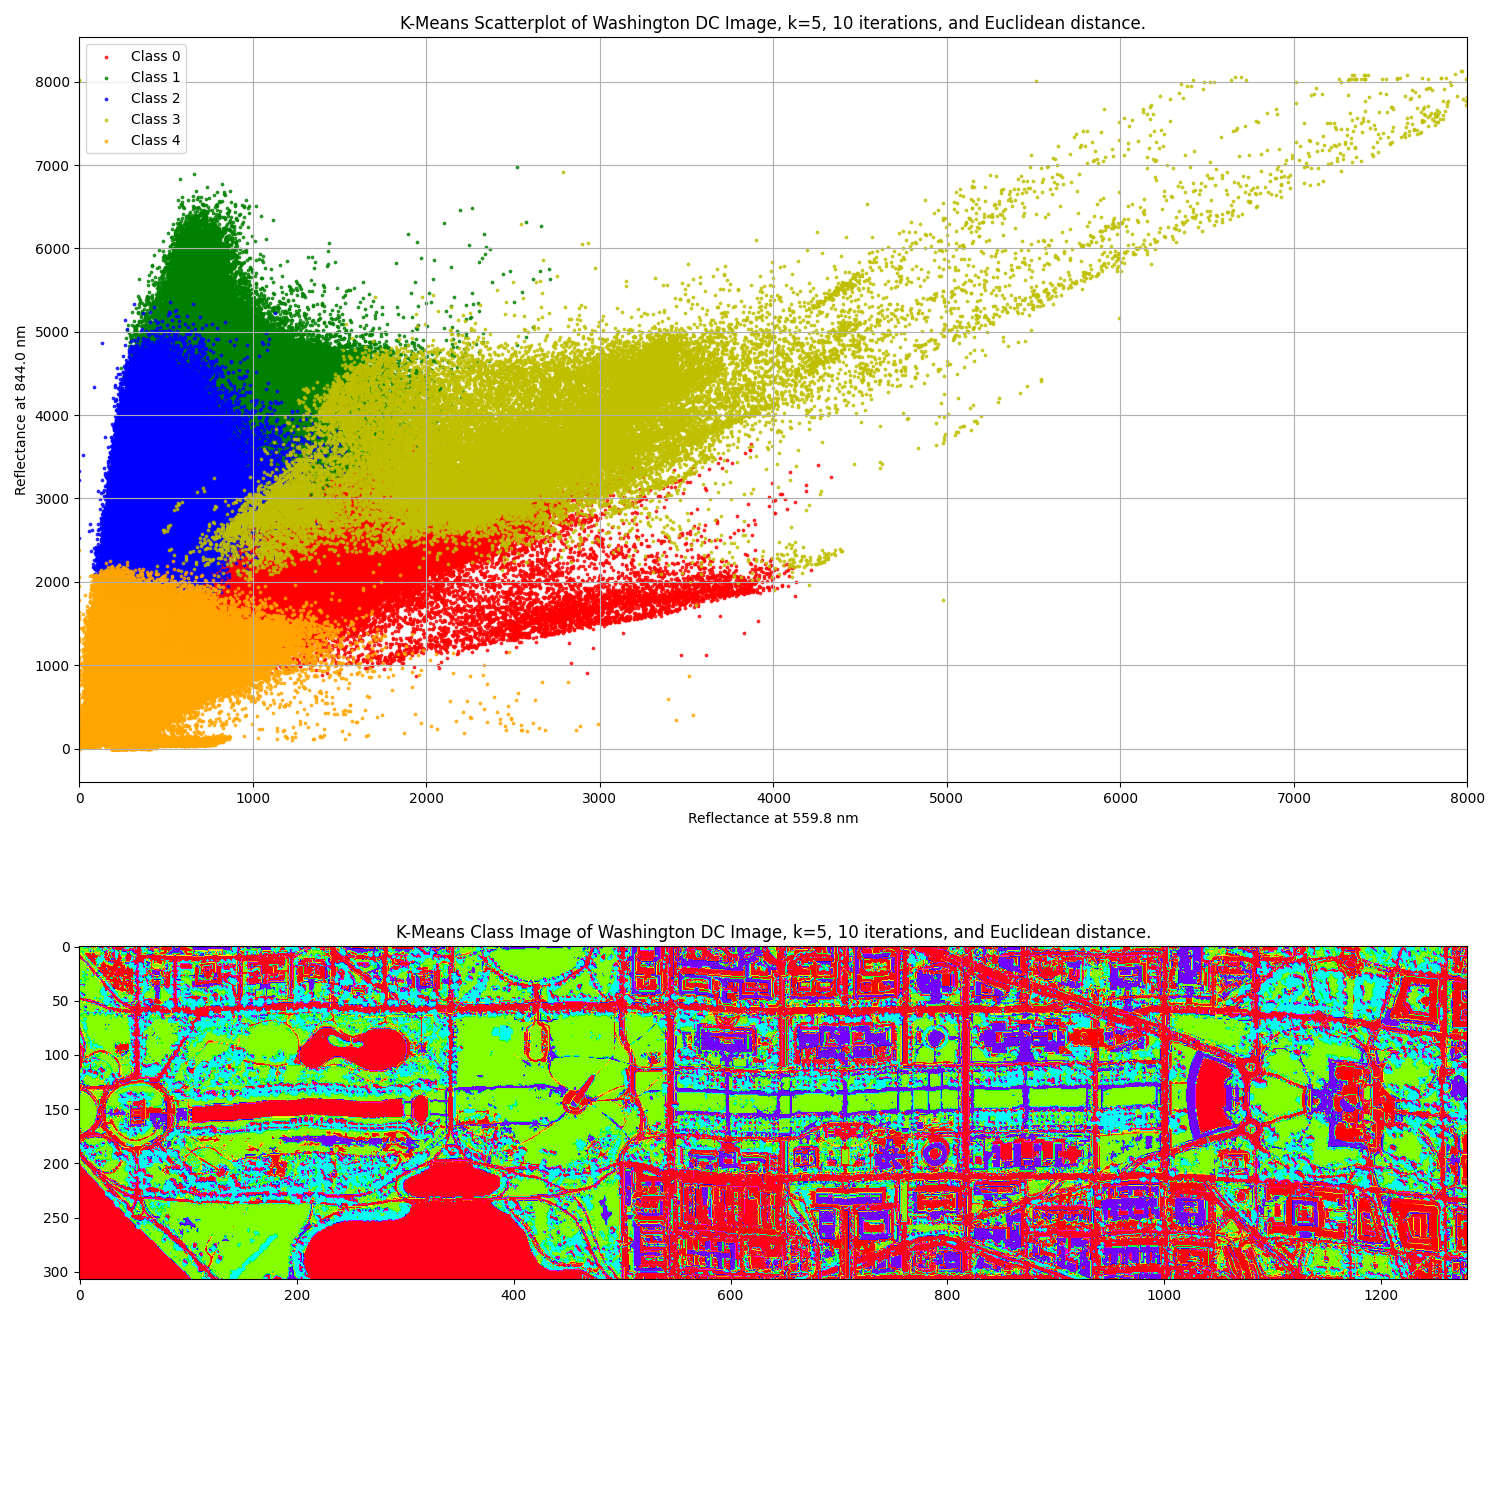 K-Means Scatterplot of Washington DC Image, k=5, 10 iterations, and Euclidean distance.
Class 0
Class 1
Class 2
Class 3
Class 4
8000
7000
6000
5000
4000
3000
2000
1000
0
Reflectance at 844.0 nm
0 1000 2000 3000 4000 5000 6000 7000 8000
Reflectance at 559.8 nm
K-Means Class Image of Washington DC Image, k=5, 10 iterations, and Euclidean distance.
0
50
100
150
200
250
300
0 200 400 600 800 1000 1200